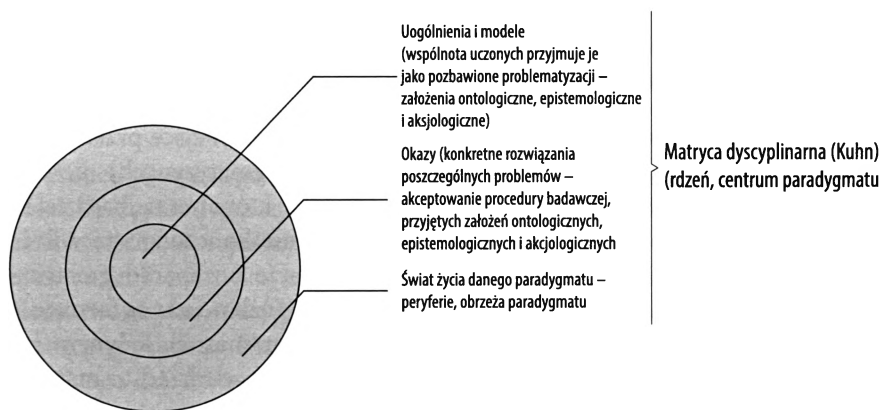 Uogólnienia i modele
(wspólnota uczonych przyjmuje je
jako pozbawione problematyzacji –
założenia ontologiczne, epistemologiczne
i aksjologiczne)
Okazy (konkretne rozwiązania
poszczególnych problemów –
akceptowanie procedury badawczej,
przyjętych założeń ontologicznych,
epistemologicznych i akcjologicznych
Świat życia danego paradygmatu –
peryferie, obrzeża paradygmatu
Matryca dyscyplinarna (Kuhn)
(rdzeń, centrum paradygmatu